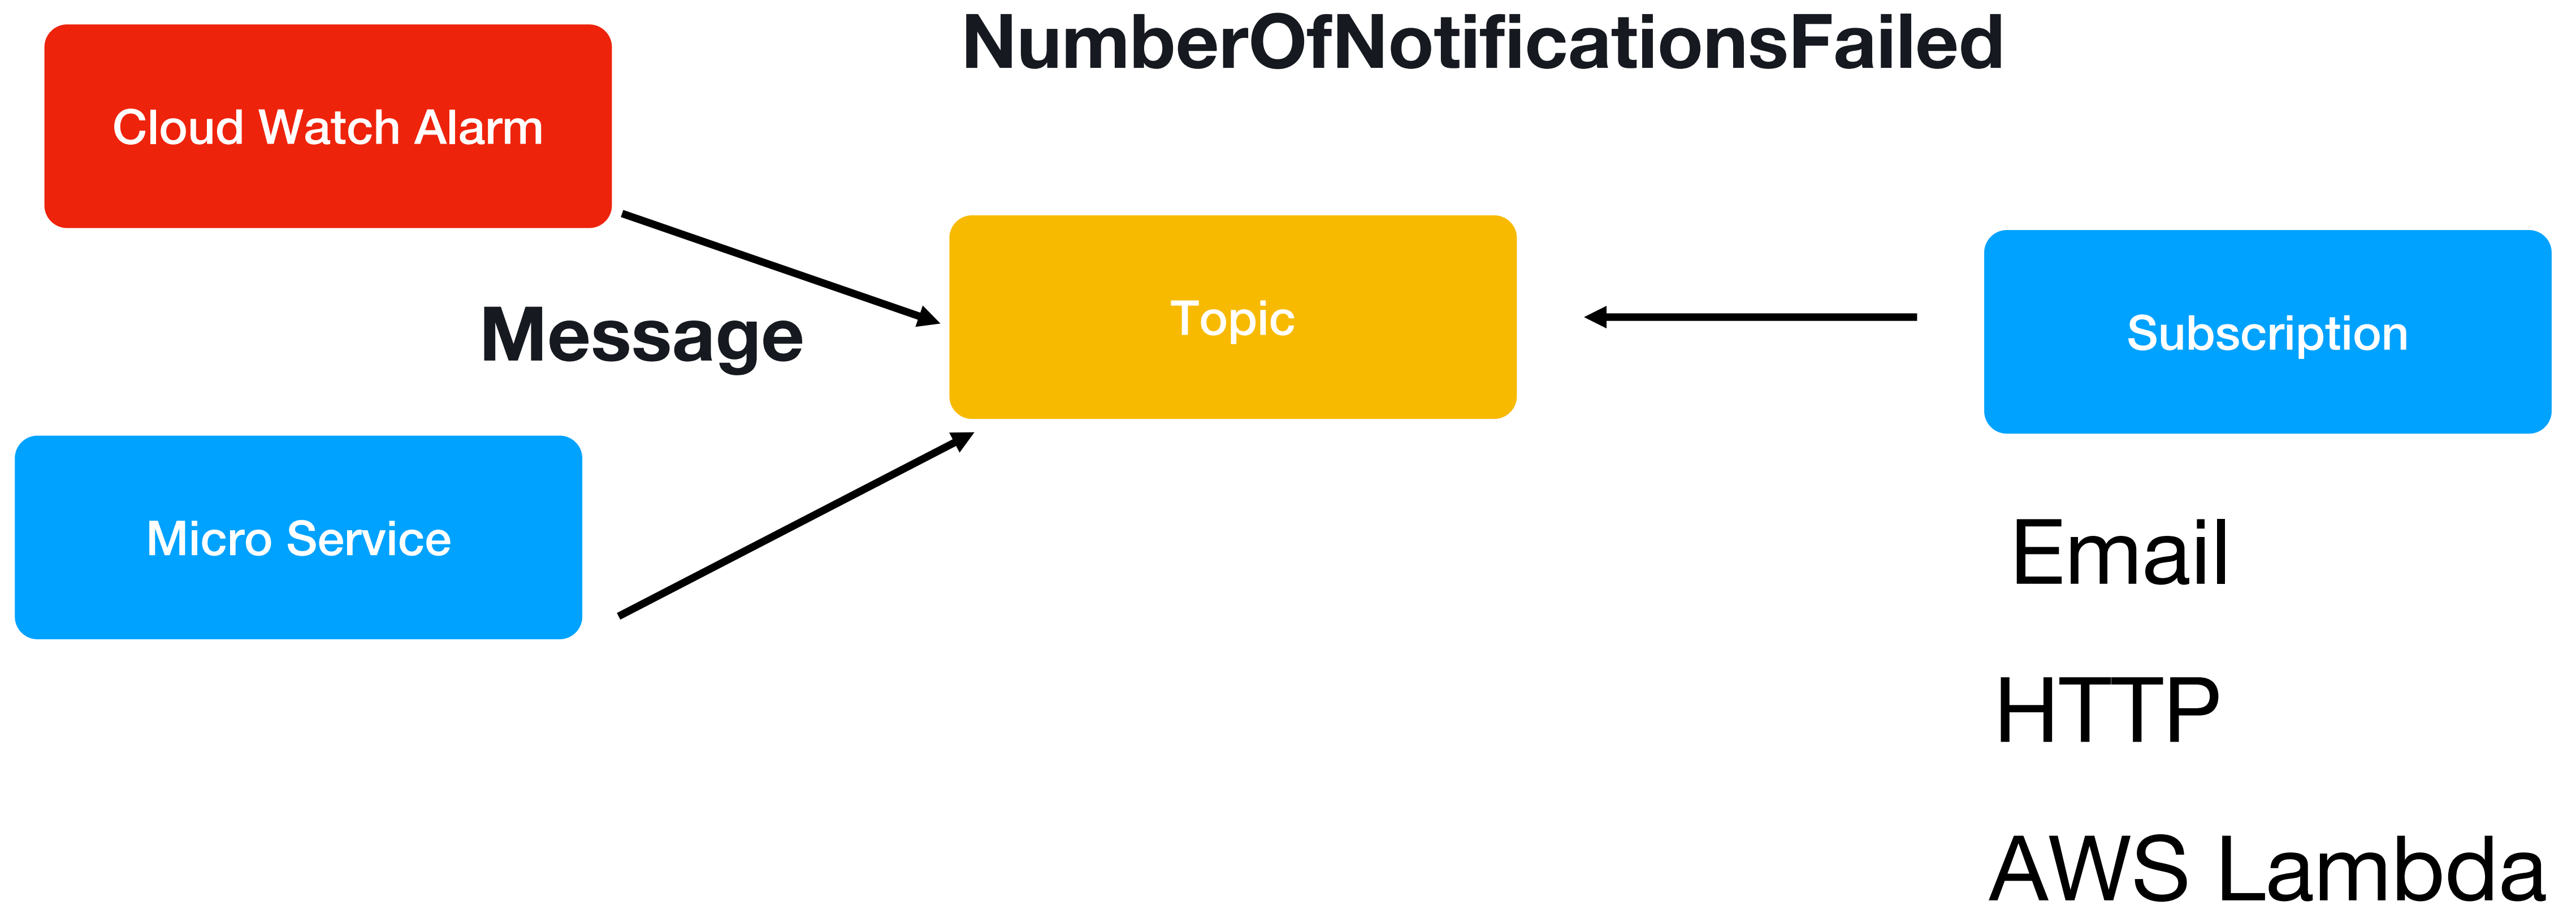 NumberOfNotificationsFailed
Cloud Watch Alarm
Topic
Subscription
Message
Micro Service
Email
HTTP
AWS Lambda